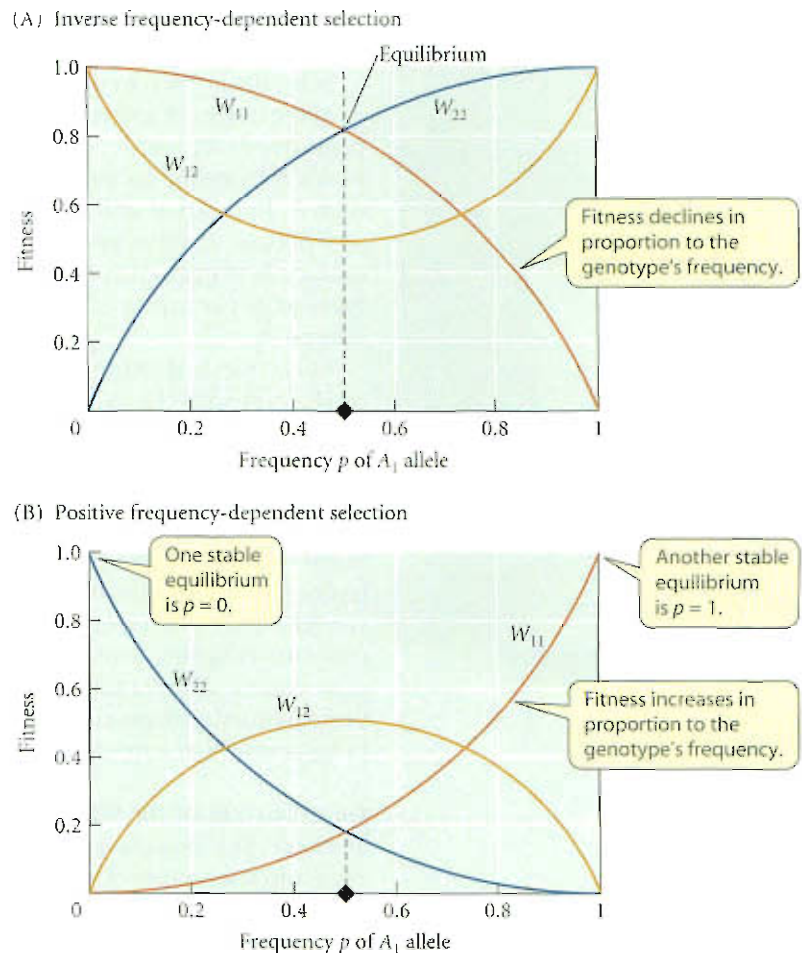 (A) Inverse frequency-dependent selection
Equilibrium
1.0
W11
W22
0.8
W12
0.6
Fitness declines in
proportion to the
genotype's frequency.
Fitness
0.4
0.2
0
0.2
0.4
0.6
0.8
1
Frequency p of A1 allele
(B) Positive frequency-dependent selection
1.0
One stable
equilibrium
is p = 0.
Another stable
equilibrium
is p = 1.
0.8
W11
W22
0.6
W12
Fitness increases in
proportion to the
genotype's frequency.
Fitness
0.4
0.2
0
0.2
0.4
0.6
0.8
1
Frequency p of A1 allele